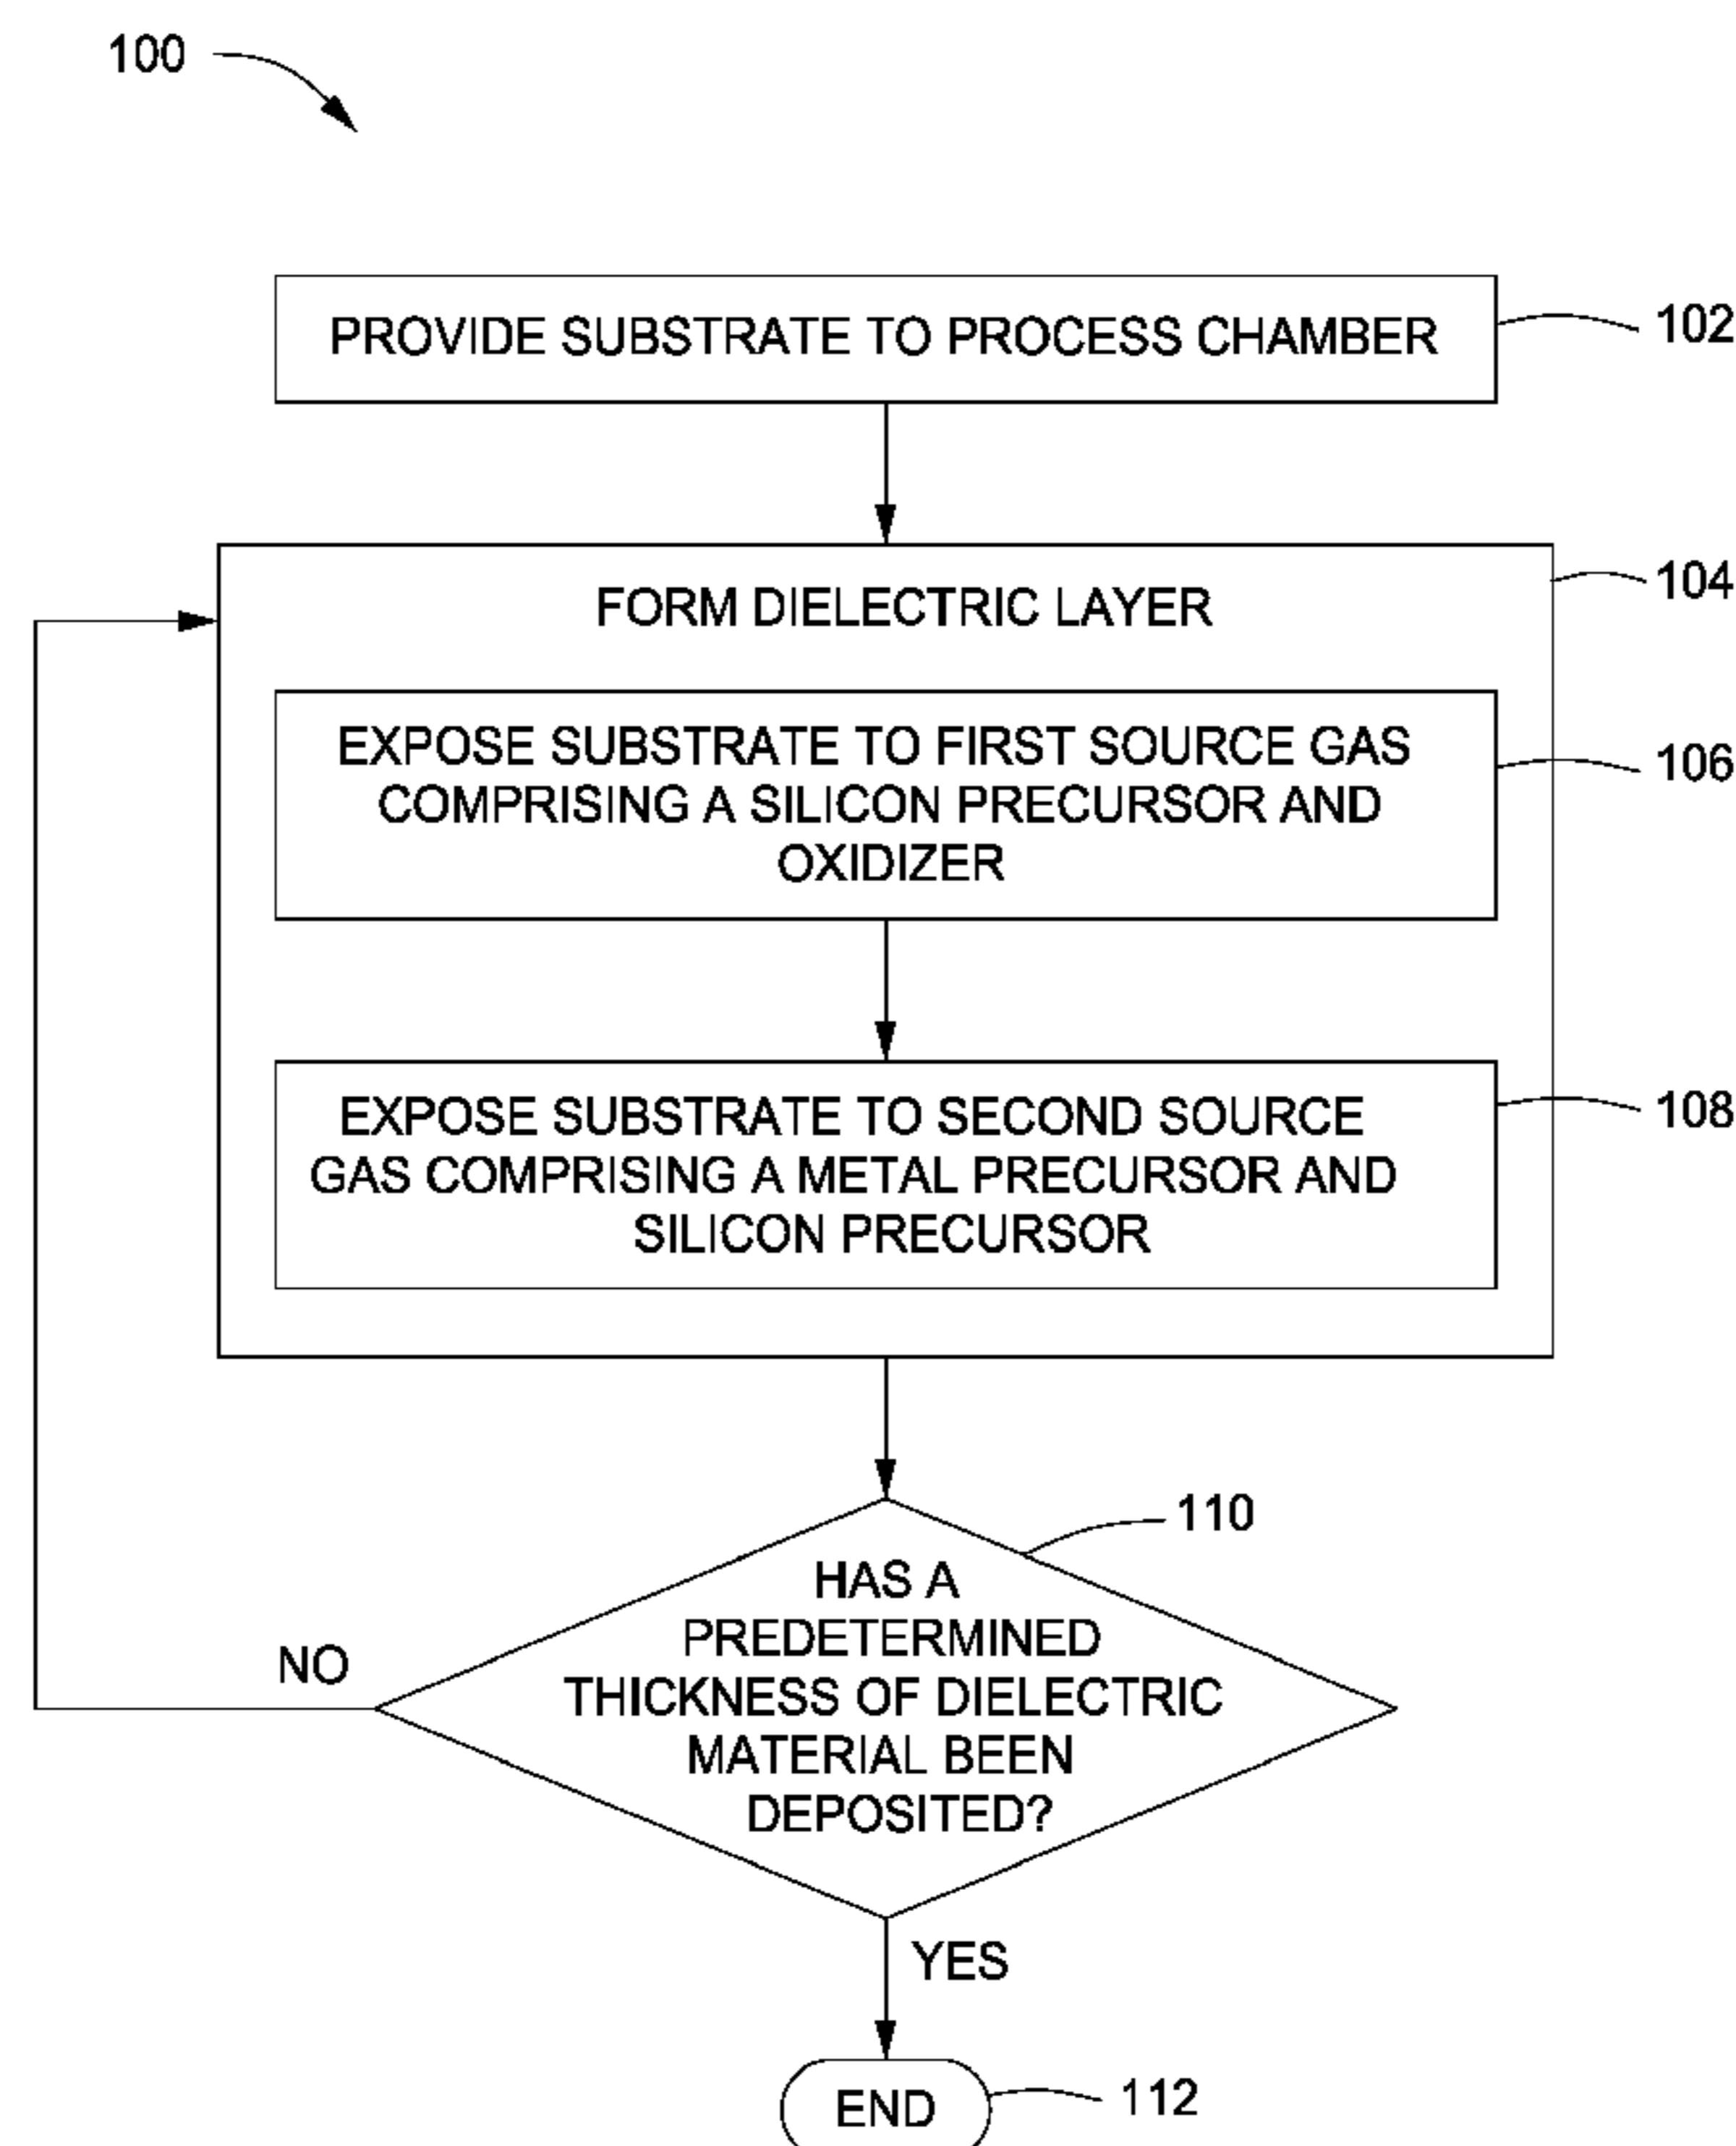 100
PROVIDE SUBSTRATE TO PROCESS CHAMBER
102
FORM DIELECTRIC LAYER
104
EXPOSE SUBSTRATE TO FIRST SOURCE GAS
COMPRISING A SILICON PRECURSOR AND
OXIDIZER
106
EXPOSE SUBSTRATE TO SECOND SOURCE
GAS COMPRISING A METAL PRECURSOR AND
SILICON PRECURSOR
108
110
HAS A
PREDETERMINED
THICKNESS OF DIELECTRIC
MATERIAL BEEN
DEPOSITED?
NO
YES
END
112